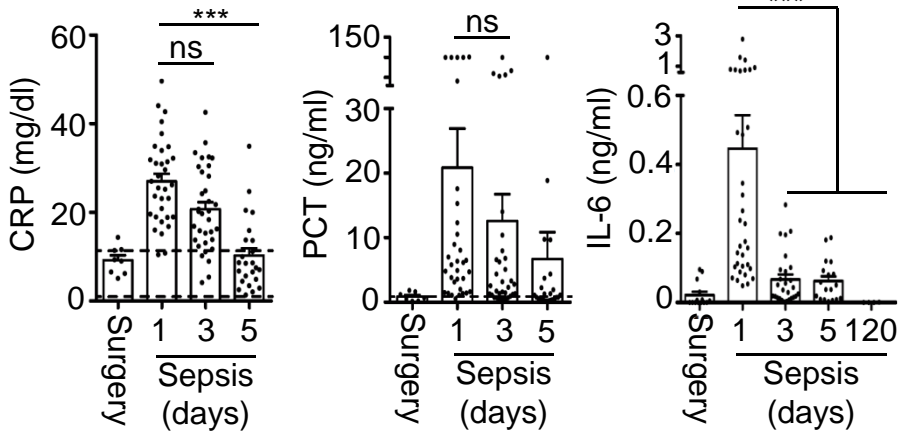 ***
ns
60
40
20
0
CRP (mg/dl)
Surgery
1 3 5
Sepsis
(days)
ns
150
30
20
10
0
PCT (ng/ml)
Surgery
1 3 5
Sepsis
(days)
3
1
0.6
0.4
0.2
0
IL-6 (ng/ml)
Surgery
1 3 5 120
Sepsis
(days)